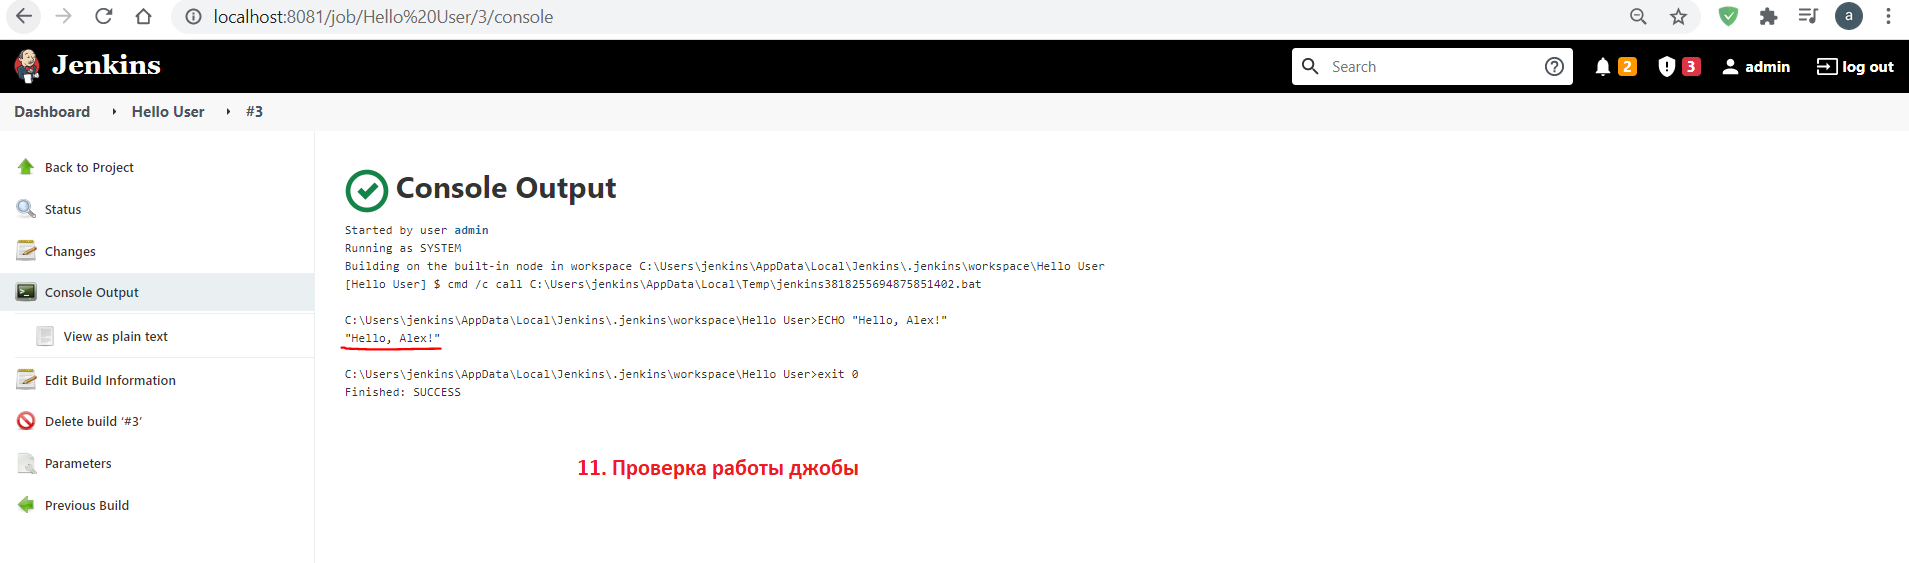 localhost:8081/job/Hello%20User/3/console
a
Jenkins
Search
2
3
admin
log out
Dashboard
Hello User
#3
Back to Project
Status
Changes
Console Output
View as plain text
Edit Build Information
Delete build ‘#3’
Parameters
Previous Build
Console Output
Started by user admin
Running as SYSTEM
Building on the built-in node in workspace C:\Users\jenkins\AppData\Local\Jenkins\.jenkins\workspace\Hello User
[Hello User] $ cmd /c call C:\Users\jenkins\AppData\Local\Temp\jenkins3818255694875851402.bat
C:\Users\jenkins\AppData\Local\Jenkins\.jenkins\workspace\Hello User>ECHO "Hello, Alex!"
"Hello, Alex!"
C:\Users\jenkins\AppData\Local\Jenkins\.jenkins\workspace\Hello User>exit 0
Finished: SUCCESS
11. Проверка работы джобы